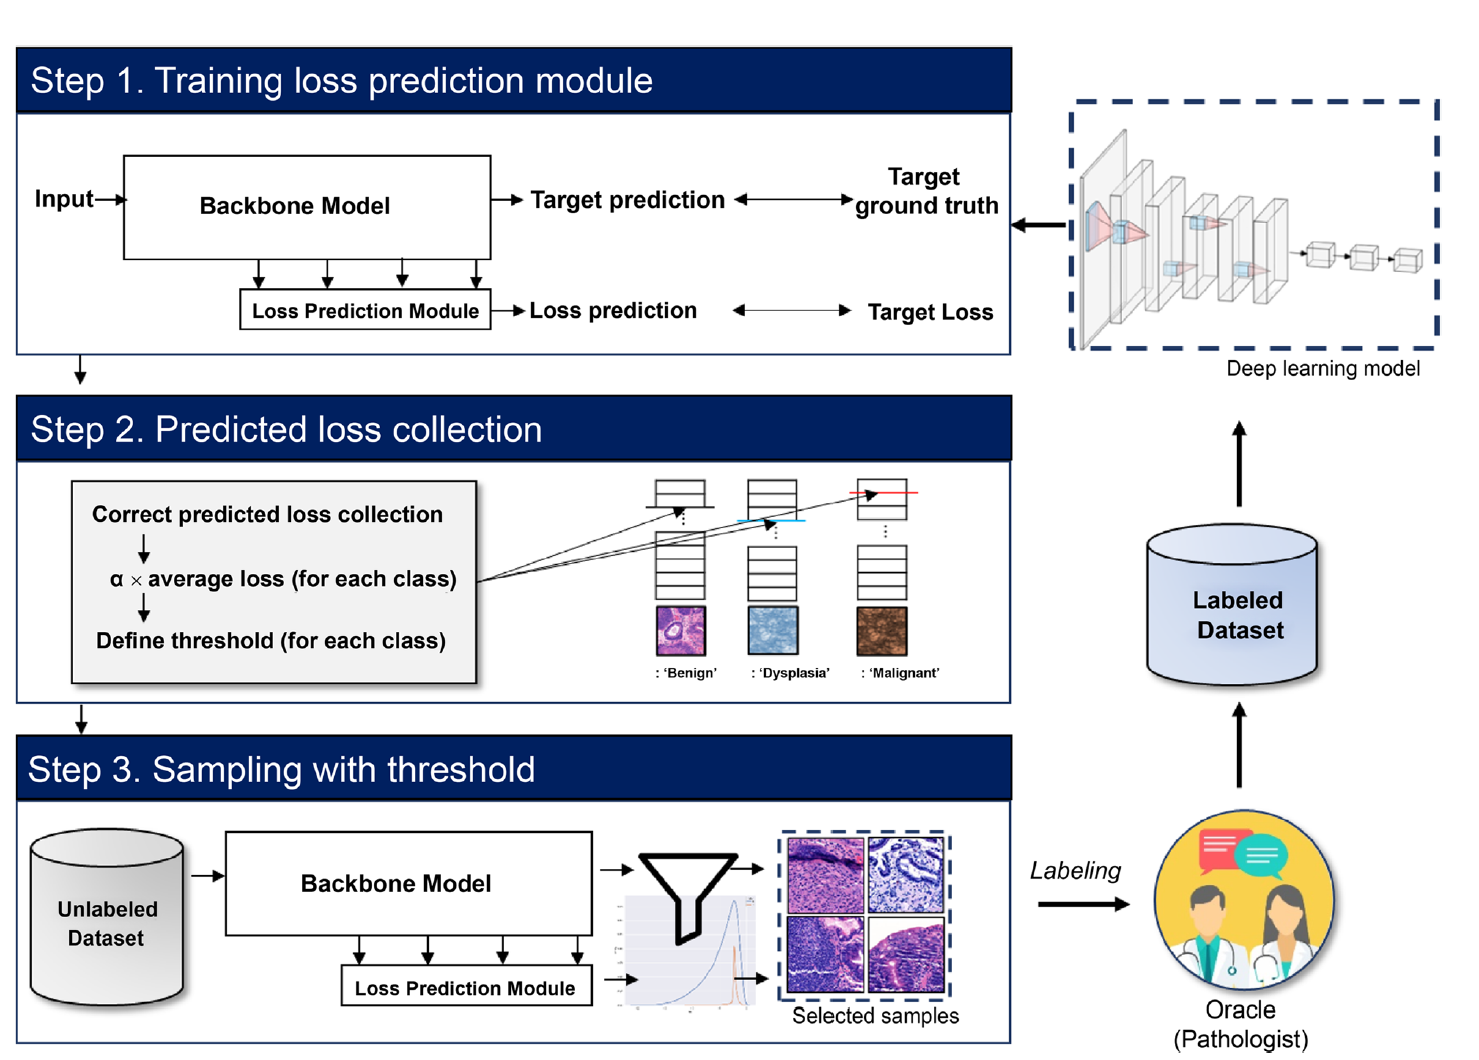 Step 1. Training loss prediction module
Input
Backbone Model
Target prediction
Target
ground truth
Loss Prediction Module
Loss prediction
Target Loss
Deep learning model
Step 2. Predicted loss collection
Correct predicted loss collection
α × average loss (for each class)
Define threshold (for each class)
: ‘Benign’
: ‘Dysplasia’
: ‘Malignant’
Labeled
Dataset
Step 3. Sampling with threshold
Unlabeled
Dataset
Backbone Model
Loss Prediction Module
Selected samples
Labeling
Oracle
(Pathologist)